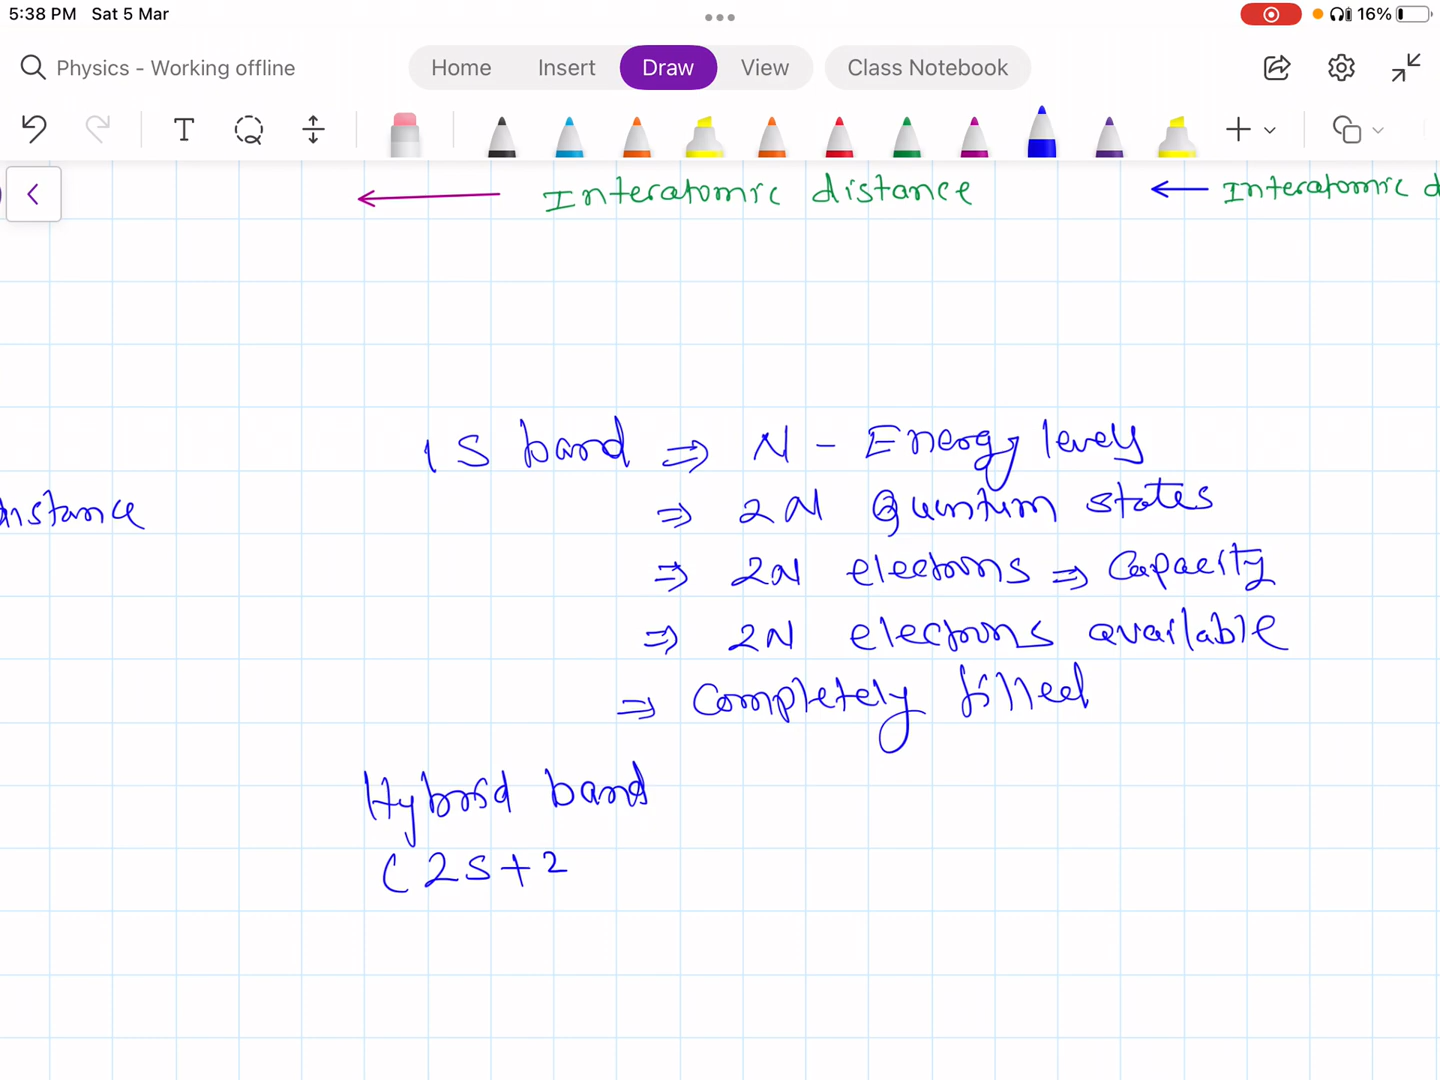 5:38 PM Sat 5 Mar
16%
Physics - Working offline
Home Insert Draw View Class Notebook
T
Interatomic distance
Interatomic d
1S band ⇒ N - Energy levels
⇒ 2N Quantum states
distance
⇒ 2N electrons ⇒ Capacity
⇒ 2N electrons available
⇒ Completely filled
Hybrid band
(2S+2